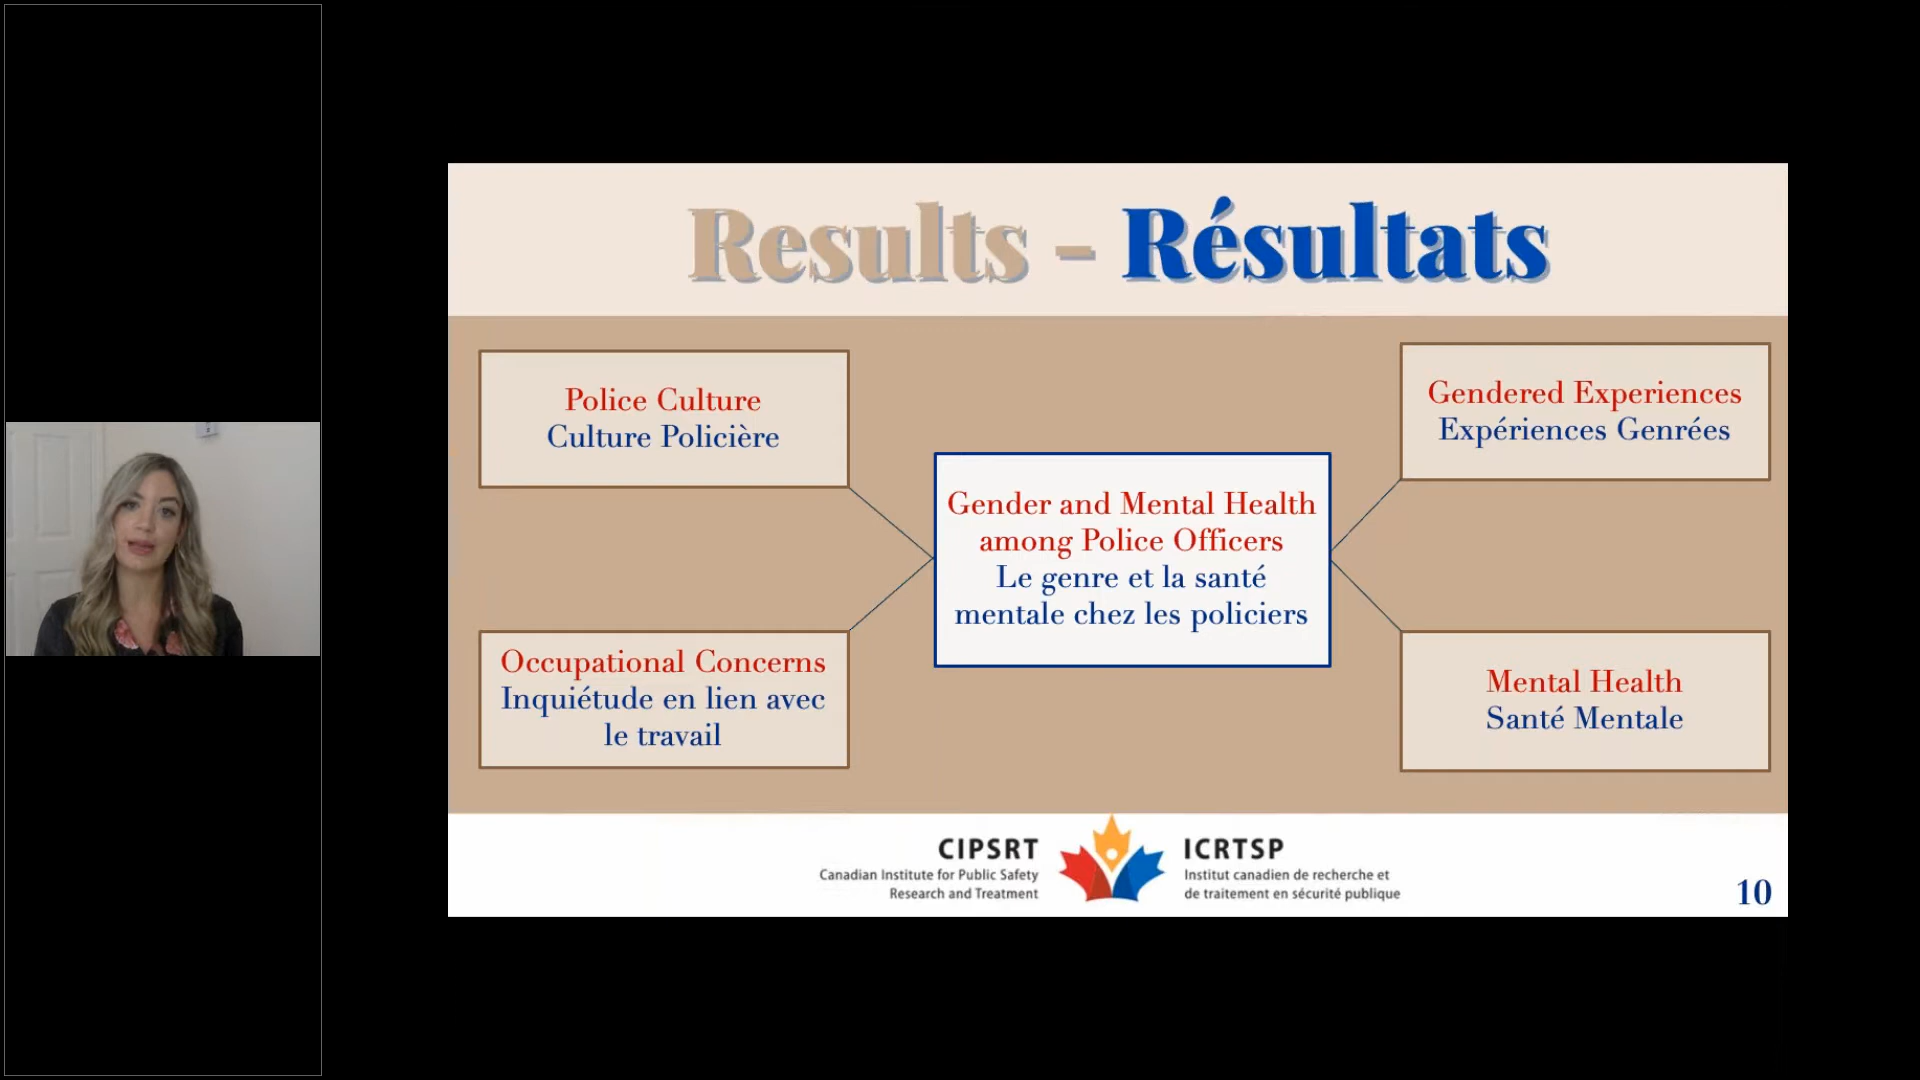 Results - Résultats
Police Culture
Culture Policière
Gendered Experiences
Expériences Genrées
Gender and Mental Health
among Police Officers
Le genre et la santé
mentale chez les policiers
Occupational Concerns
Inquiétude en lien avec
le travail
Mental Health
Santé Mentale
CIPSRT
Canadian Institute for Public Safety
Research and Treatment
ICRTSP
Institut canadien de recherche et
de traitement en sécurité publique
10